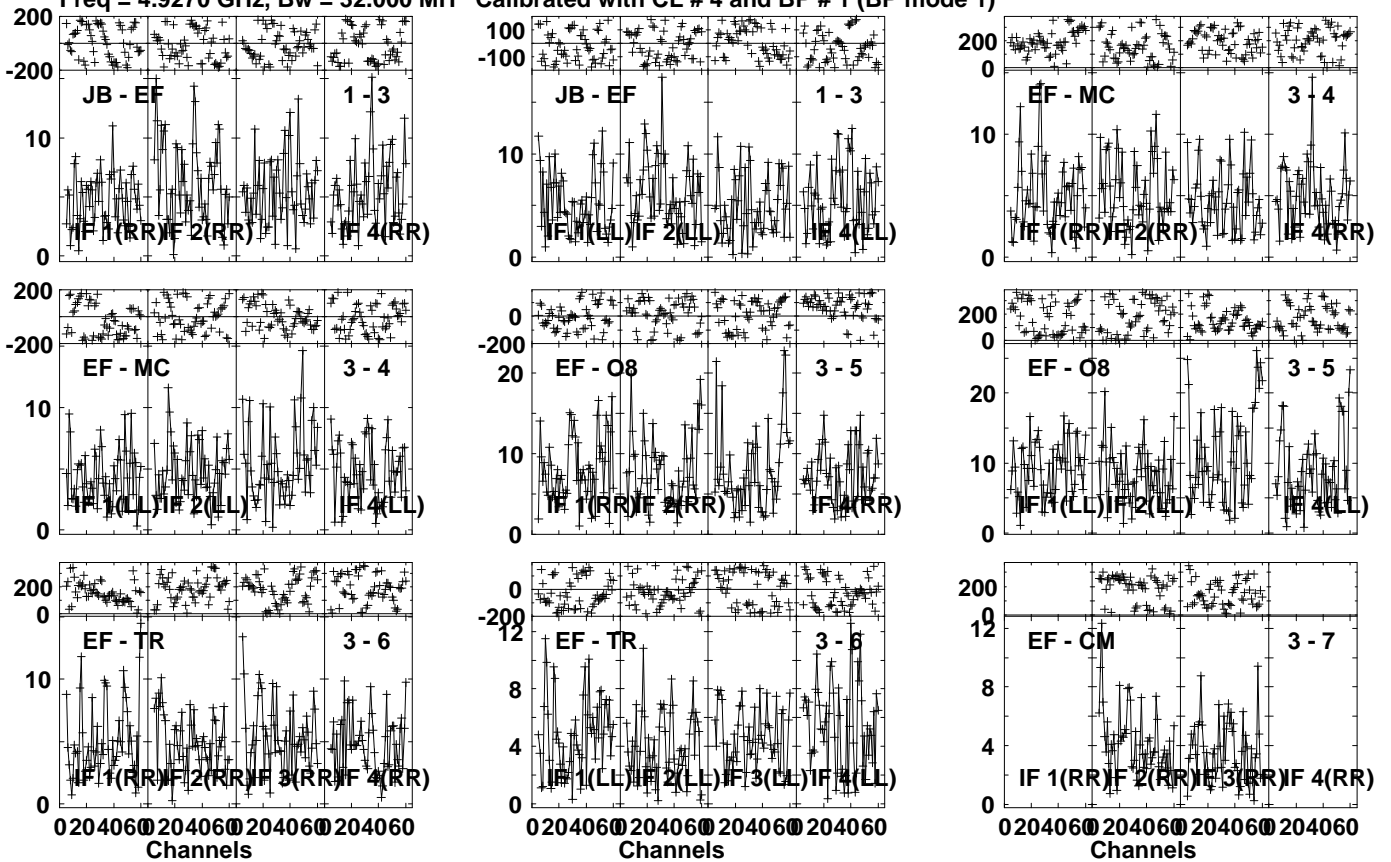 Freq = 4.9270 GHz, Bw = 32.000 MH Calibrated with CL # 4 and BP # 1 (BP mode 1)
200
-200
JB - EF 1 - 3
10
0
IF 1(RR) IF 2(RR) IF 4(RR)
100
-100
JB - EF 1 - 3
10
0
IF 1(LL) IF 2(LL) IF 4(LL)
200
0
EF - MC 3 - 4
10
0
IF 1(RR) IF 2(RR) IF 4(RR)
200
-200
EF - MC 3 - 4
10
0
IF 1(LL) IF 2(LL) IF 4(LL)
0
-200
EF - O8 3 - 5
20
10
0
IF 1(RR) IF 2(RR) IF 4(RR)
200
0
EF - O8 3 - 5
20
10
0
IF 1(LL) IF 2(LL) IF 4(LL)
200
0
EF - TR 3 - 6
10
0
IF 1(RR) IF 2(RR) IF 3(RR) IF 4(RR)
0 20 40 60 0 20 40 60 0 20 40 60 0 20 40 60
Channels
0
-200
EF - TR 3 - 6
12
8
4
0
IF 1(LL) IF 2(LL) IF 3(LL) IF 4(LL)
0 20 40 60 0 20 40 60 0 20 40 60 0 20 40 60
Channels
200
0
EF - CM 3 - 7
12
8
4
0
IF 1(RR) IF 2(RR) IF 3(RR) IF 4(RR)
0 20 40 60 0 20 40 60 0 20 40 60 0 20 40 60
Channels